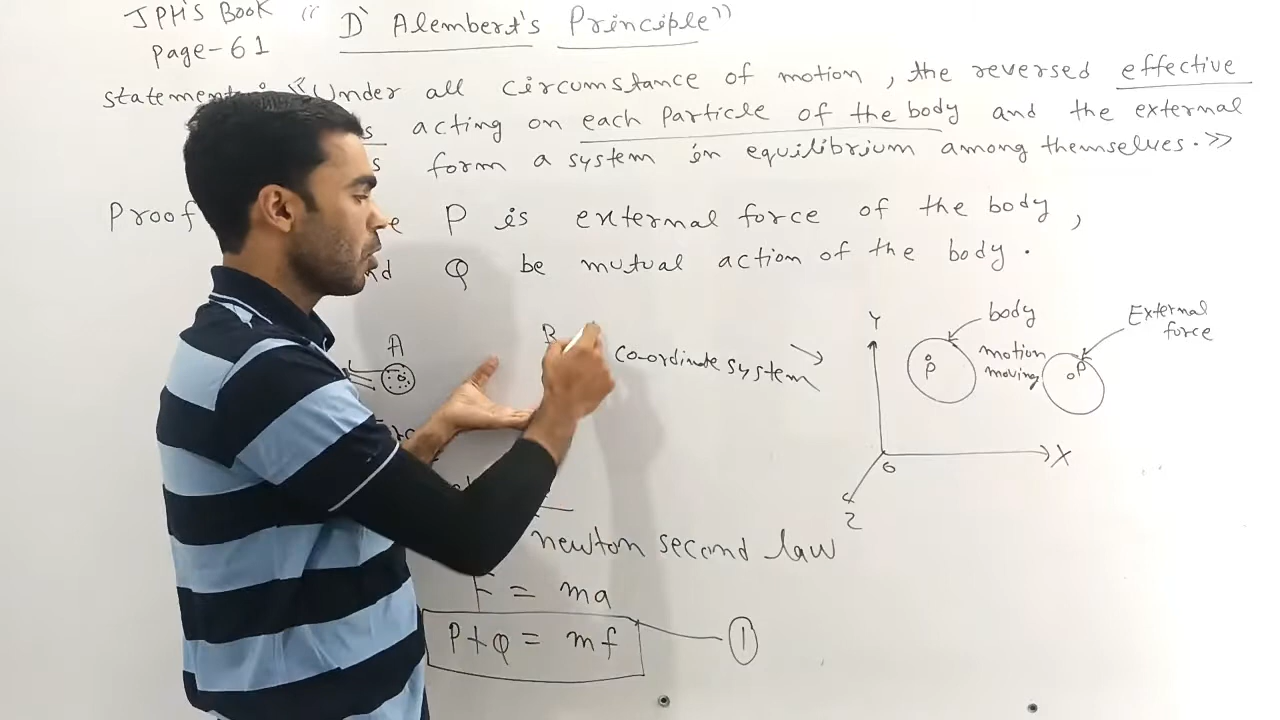 JPH'S BOOK "D'Alembert's Principle"
Page-61
statement : "Under all circumstance of motion, the reversed effective
acting on each Particle of the body and the external
form a system in equilibrium among themselves."
Proof P is external force of the body,
Q be mutual action of the body.
A
B
co-ordinate system
Y
X
Z
O
body
P
motion
moving
P
External
force
newton second law
F = ma
P+Q = mf
1